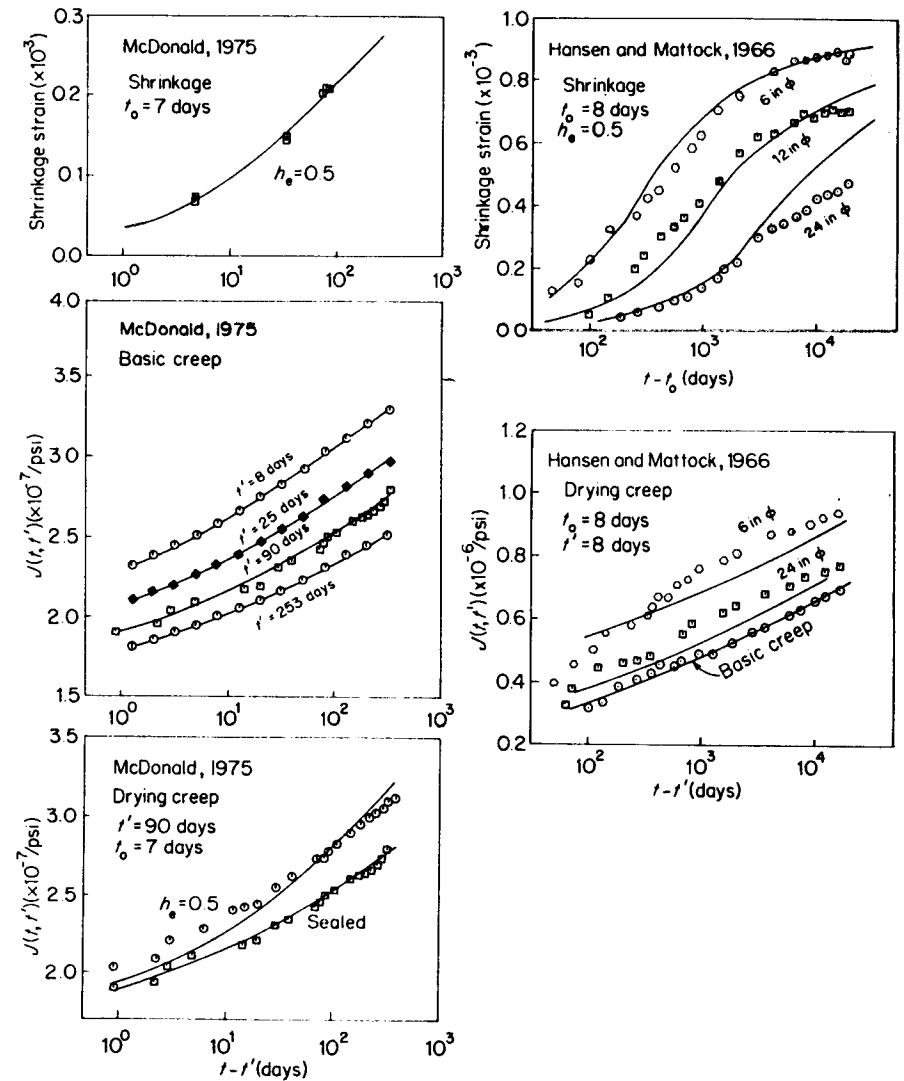 0.3
0.2
0.1
0.0
Shrinkage strain (×10⁻³)
McDonald, 1975
Shrinkage
t₀ = 7 days
hₑ=0.5
10⁰
10¹
10²
10³
4.0
3.5
3.0
2.5
2.0
1.5
J(t,t')(×10⁻⁷/psi)
McDonald, 1975
Basic creep
t'=8 days
t'=25 days
t'=90 days
t'=253 days
10⁰
10¹
10²
10³
3.5
3.0
2.5
2.0
J(t,t')(×10⁻⁷/psi)
McDonald, 1975
Drying creep
t'=90 days
t₀=7 days
hₑ=0.5
Sealed
10⁰
10¹
10²
10³
t-t'(days)
1.0
0.8
0.6
0.4
0.2
0.0
Shrinkage strain (×10⁻³)
Hansen and Mattock, 1966
Shrinkage
t₀=8 days
hₑ=0.5
6 in ϕ
12 in ϕ
24 in ϕ
10²
10³
10⁴
t-t₀ (days)
1.2
1.0
0.8
0.6
0.4
0.2
J(t,t')(×10⁻⁶/psi)
Hansen and Mattock, 1966
Drying creep
t₀=8 days
t'=8 days
6 in ϕ
24 in ϕ
Basic creep
10²
10³
10⁴
t-t'(days)